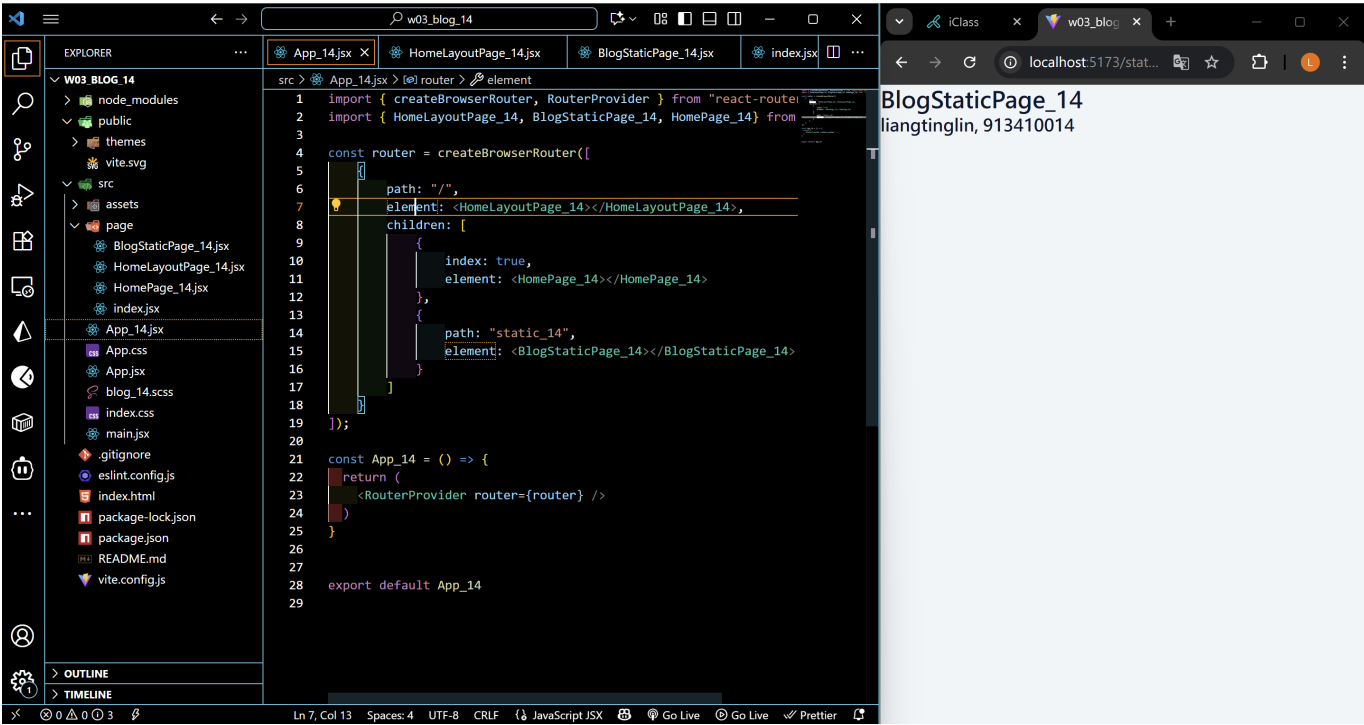 w03_blog_14
EXPLORER
W03_BLOG_14
node_modules
public
themes
vite.svg
src
assets
page
BlogStaticPage_14.jsx
HomeLayoutPage_14.jsx
HomePage_14.jsx
index.jsx
App_14.jsx
App.css
App.jsx
blog_14.scss
index.css
main.jsx
.gitignore
eslint.config.js
index.html
package-lock.json
package.json
README.md
vite.config.js
OUTLINE
TIMELINE
App_14.jsx HomeLayoutPage_14.jsx BlogStaticPage_14.jsx index.jsx
src > App_14.jsx > router > element
1 import { createBrowserRouter, RouterProvider } from "react-router
2 import { HomeLayoutPage_14, BlogStaticPage_14, HomePage_14} from
3
4 const router = createBrowserRouter([
5 {
6 path: "/",
7 element: <HomeLayoutPage_14></HomeLayoutPage_14>,
8 children: [
9 {
10 index: true,
11 element: <HomePage_14></HomePage_14>
12 },
13 {
14 path: "static_14",
15 element: <BlogStaticPage_14></BlogStaticPage_14>
16 }
17 ]
18 }
19 ]);
20
21 const App_14 = () => {
22 return (
23 <RouterProvider router={router} />
24 )
25 }
26
27
28 export default App_14
29
1
0 0 3 Ln 7, Col 13 Spaces: 4 UTF-8 CRLF JavaScript JSX Go Live Go Live Prettier
iClass w03_blog
localhost:5173/stat... L
BlogStaticPage_14
liangtinglin, 913410014